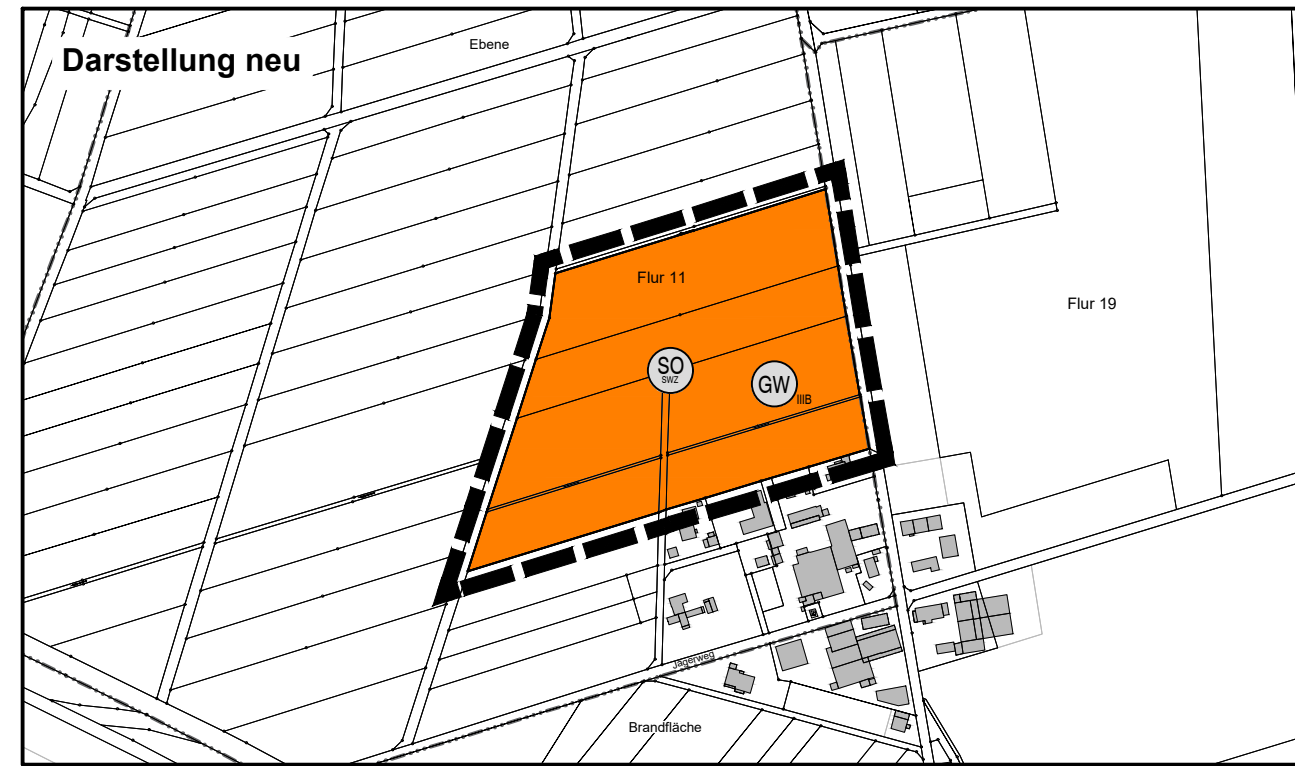 Ebene
Darstellung neu
Flur 11
Flur 19
SO
SWZ
GW
IIIB
Jägerweg
Brandfläche